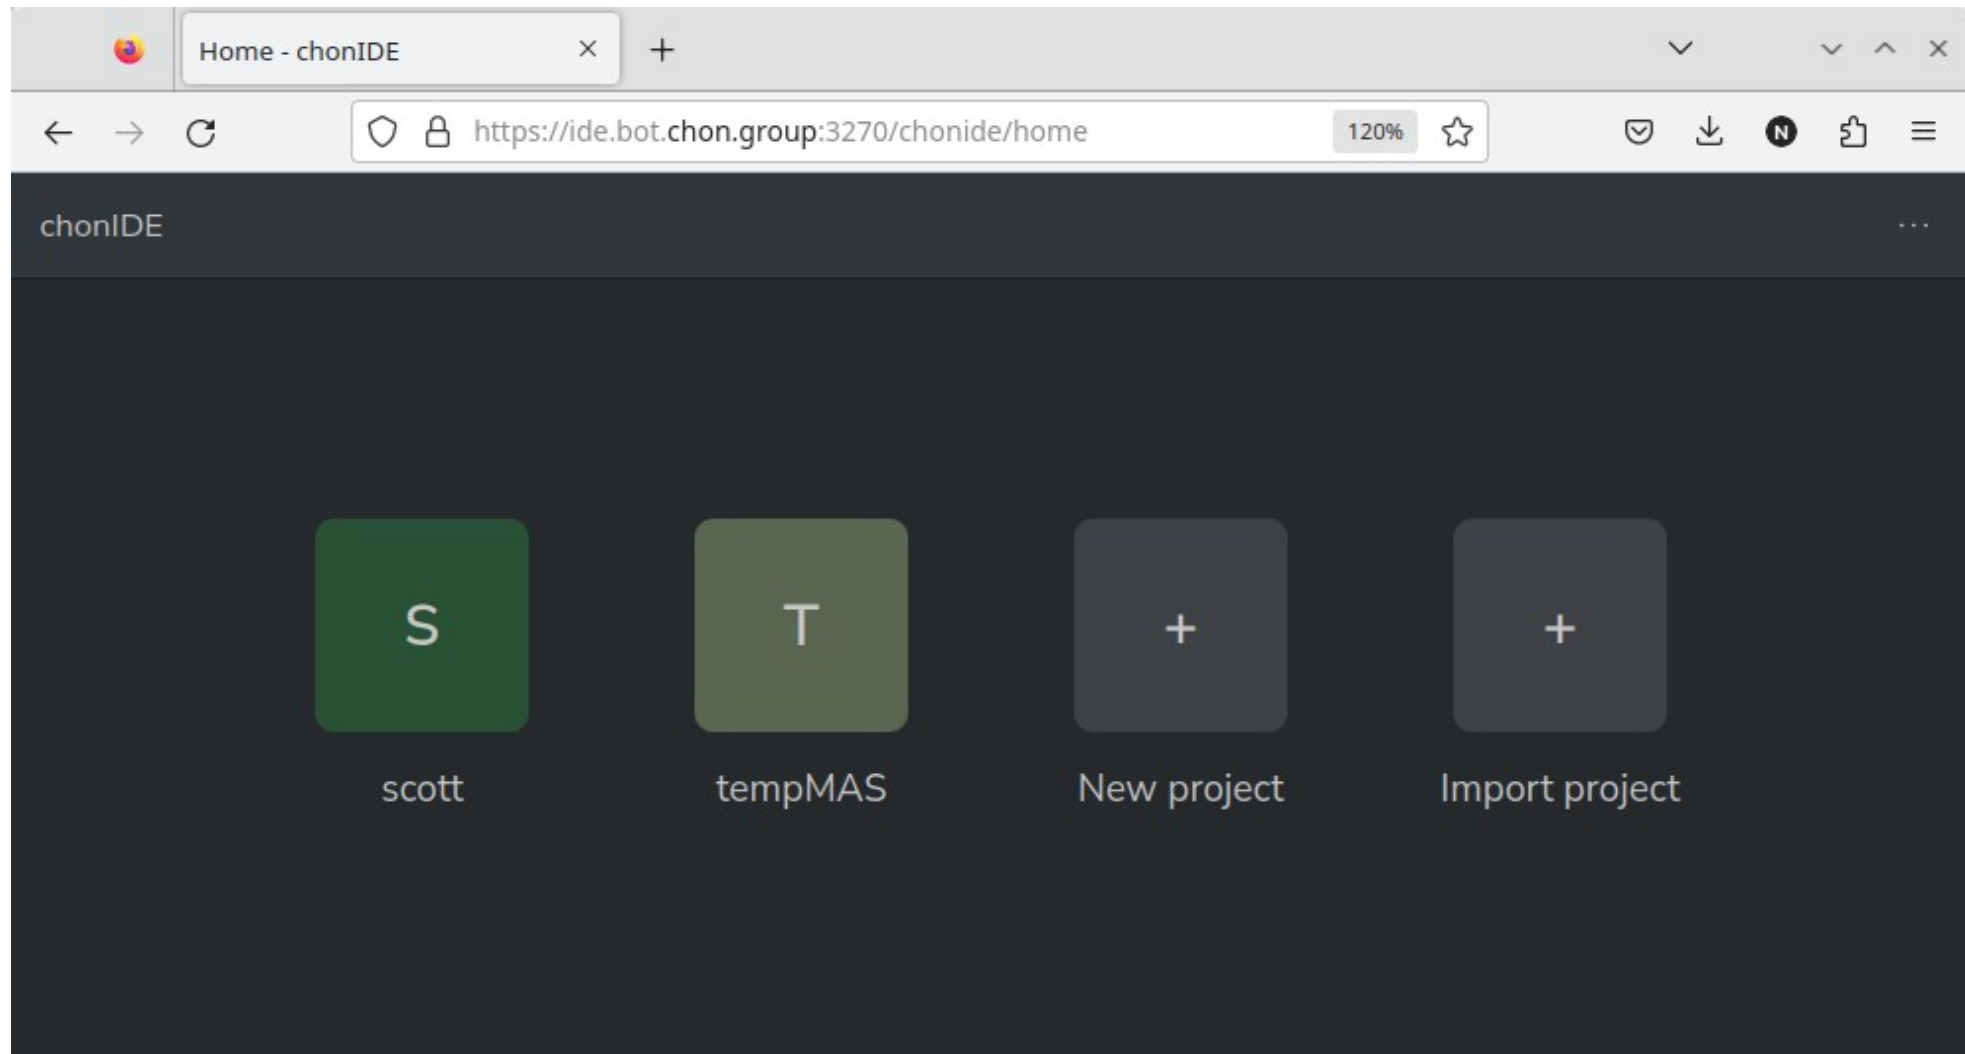 Home - chonIDE
https://ide.bot.chon.group:3270/chonide/home 120% N
chonIDE ...
S T + +
scott tempMAS New project Import project